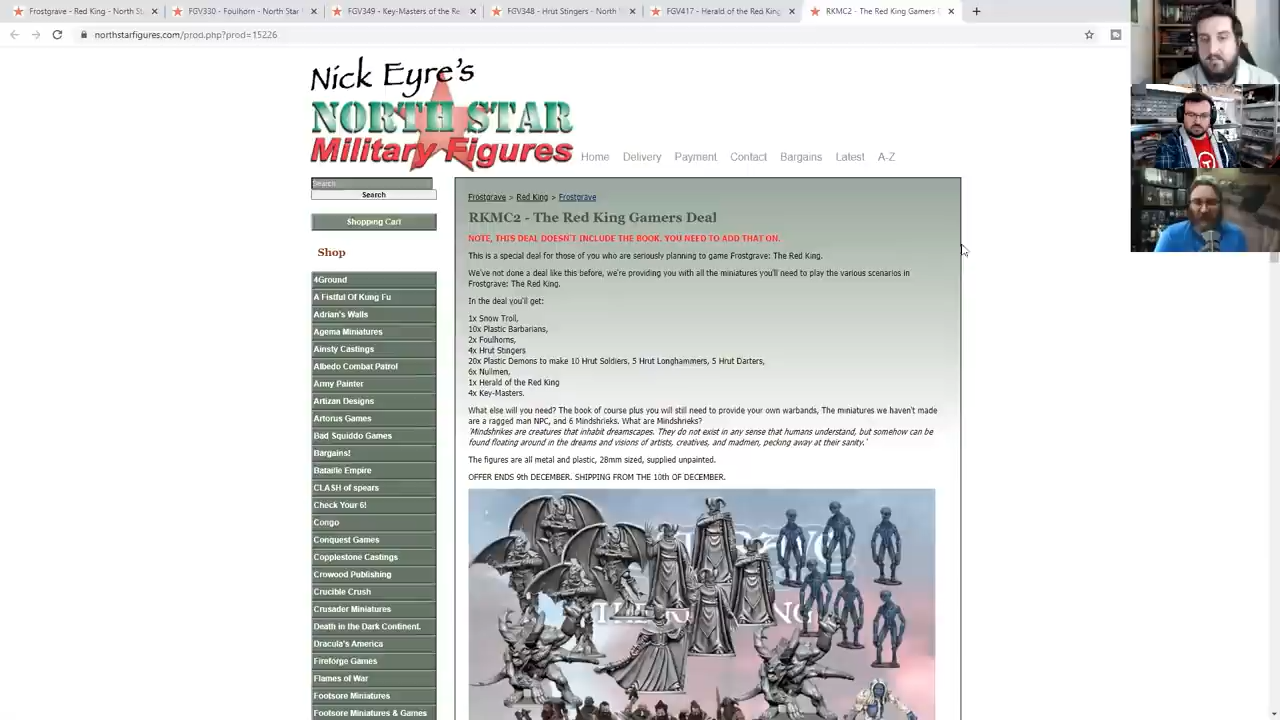 Frostgrave - Red King - North S
FGV330 - Foulhorn - North Star
FGV349 - Key-Masters of the Re
FGV348 - Hrut Stingers - North
FGV417 - Herald of the Red King
RKMC2 - The Red King Gamers D
northstarfigures.com/prod.php?prod=15226
Nick Eyre's
NORTH STAR
Military Figures
Home Delivery Payment Contact Bargains Latest A-Z
Search
Search
Shopping Cart
Shop
4Ground
A Fistful Of Kung Fu
Adrian's Walls
Agema Miniatures
Ainsty Castings
Albedo Combat Patrol
Army Painter
Artizan Designs
Artorus Games
Bad Squiddo Games
Bargains!
Bataille Empire
CLASH of spears
Check Your 6!
Congo
Conquest Games
Copplestone Castings
Crowood Publishing
Crucible Crush
Crusader Miniatures
Death in the Dark Continent.
Dracula's America
Fireforge Games
Flames of War
Footsore Miniatures
Footsore Miniatures & Games
Frostgrave > Red King > Frostgrave
RKMC2 - The Red King Gamers Deal
NOTE, THIS DEAL DOESN'T INCLUDE THE BOOK. YOU NEED TO ADD THAT ON.
This is a special deal for those of you who are seriously planning to game Frostgrave: The Red King.
We've not done a deal like this before, we're providing you with all the miniatures you'll need to play the various scenarios in
Frostgrave: The Red King.
In the deal you'll get:
1x Snow Troll,
10x Plastic Barbarians,
2x Foulhorns,
4x Hrut Stingers
20x Plastic Demons to make 10 Hrut Soldiers, 5 Hrut Longhammers, 5 Hrut Darters,
6x Nullmen,
1x Herald of the Red King
4x Key-Masters.
What else will you need? The book of course plus you will still need to provide your own warbands, The miniatures we haven't made
are a ragged man NPC, and 6 Mindshrieks. What are Mindshrieks?
'Mindshrikes are creatures that inhabit dreamscapes. They do not exist in any sense that humans understand, but somehow can be
found floating around in the dreams and visions of artists, creatives, and madmen, pecking away at their sanity.'
The figures are all metal and plastic, 28mm sized, supplied unpainted.
OFFER ENDS 9th DECEMBER. SHIPPING FROM THE 10th OF DECEMBER.